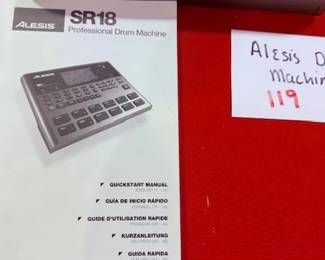 ALESIS
SR18
Professional Drum Machine
QUICKSTART MANUAL
GUÍA DE INICIO RÁPIDO
GUIDE D'UTILISATION RAPIDE
KURZANLEITUNG
GUIDA RAPIDA
Alesis D
Machin
119